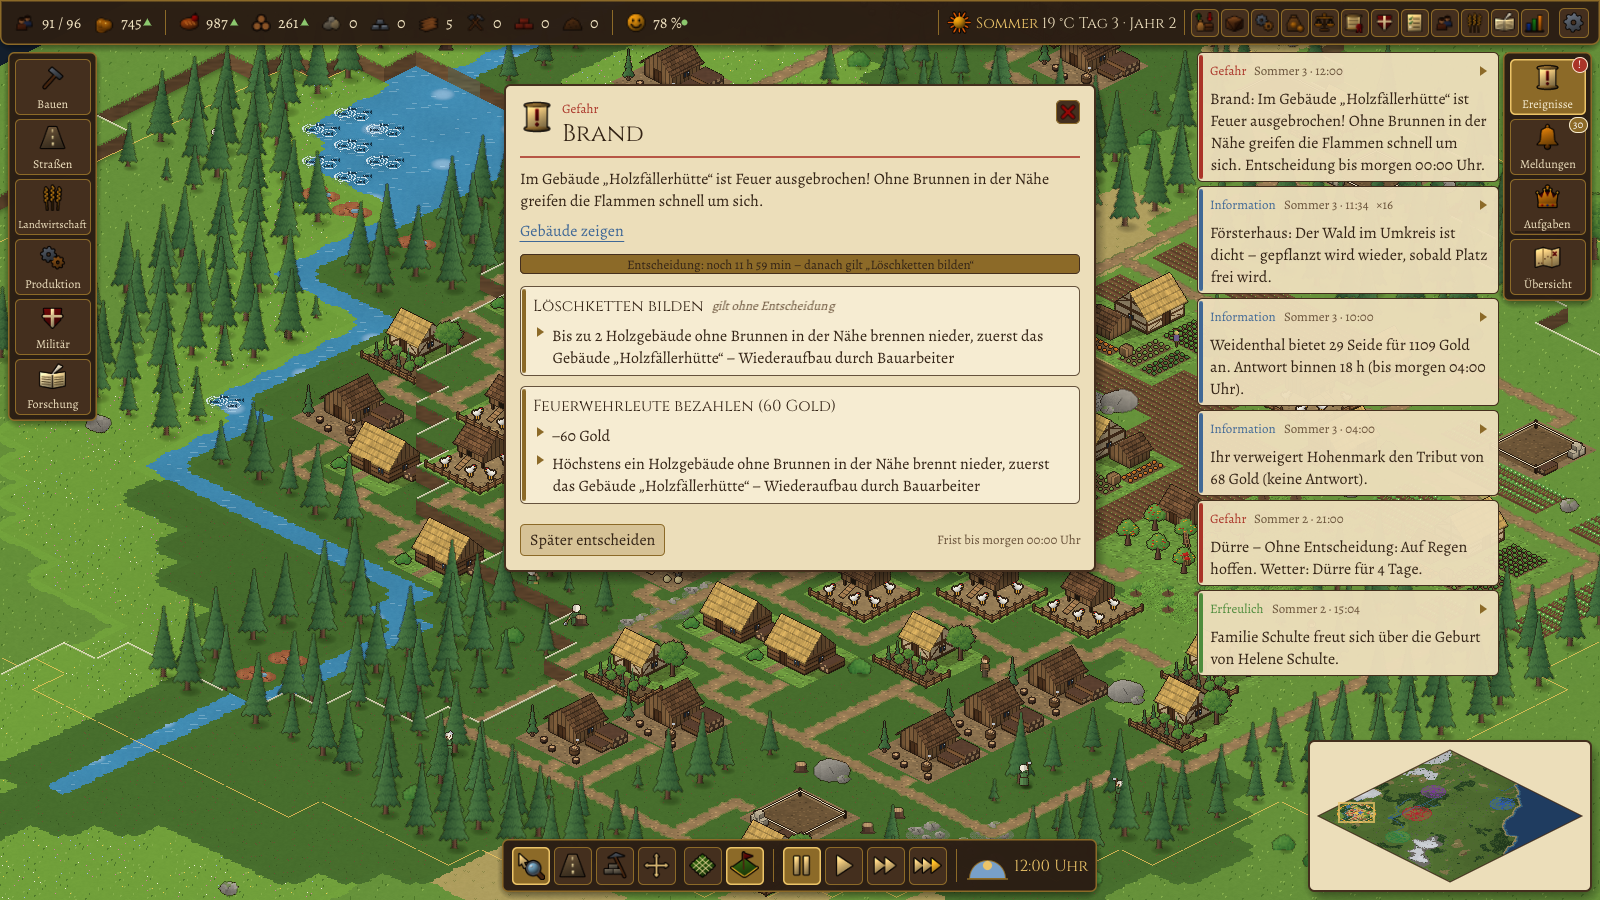 91 / 96
745
987
261
0
0
5
0
0
0
78 %
Sommer 19 °C Tag 3 · Jahr 2
Bauen
Straßen
Landwirtschaft
Produktion
Militär
Forschung
Gefahr
Brand
Im Gebäude „Holzfällerhütte“ ist Feuer ausgebrochen! Ohne Brunnen in der Nähe
greifen die Flammen schnell um sich.
Gebäude zeigen
Entscheidung: noch 11 h 59 min – danach gilt „Löschketten bilden“
Löschketten bilden gilt ohne Entscheidung
Bis zu 2 Holzgebäude ohne Brunnen in der Nähe brennen nieder, zuerst das
Gebäude „Holzfällerhütte“ – Wiederaufbau durch Bauarbeiter
Feuerwehrleute bezahlen (60 Gold)
–60 Gold
Höchstens ein Holzgebäude ohne Brunnen in der Nähe brennt nieder, zuerst
das Gebäude „Holzfällerhütte“ – Wiederaufbau durch Bauarbeiter
Später entscheiden
Frist bis morgen 00:00 Uhr
Gefahr Sommer 3 · 12:00
Brand: Im Gebäude „Holzfällerhütte“ ist
Feuer ausgebrochen! Ohne Brunnen in der
Nähe greifen die Flammen schnell um
sich. Entscheidung bis morgen 00:00 Uhr.
Information Sommer 3 · 11:34 ×16
Försterhaus: Der Wald im Umkreis ist
dicht – gepflanzt wird wieder, sobald Platz
frei wird.
Information Sommer 3 · 10:00
Weidenthal bietet 29 Seide für 1109 Gold
an. Antwort binnen 18 h (bis morgen 04:00
Uhr).
Information Sommer 3 · 04:00
Ihr verweigert Hohenmark den Tribut von
68 Gold (keine Antwort).
Gefahr Sommer 2 · 21:00
Dürre – Ohne Entscheidung: Auf Regen
hoffen. Wetter: Dürre für 4 Tage.
Erfreulich Sommer 2 · 15:04
Familie Schulte freut sich über die Geburt
von Helene Schulte.
!
Ereignisse
30
Meldungen
Aufgaben
Übersicht
12:00 Uhr